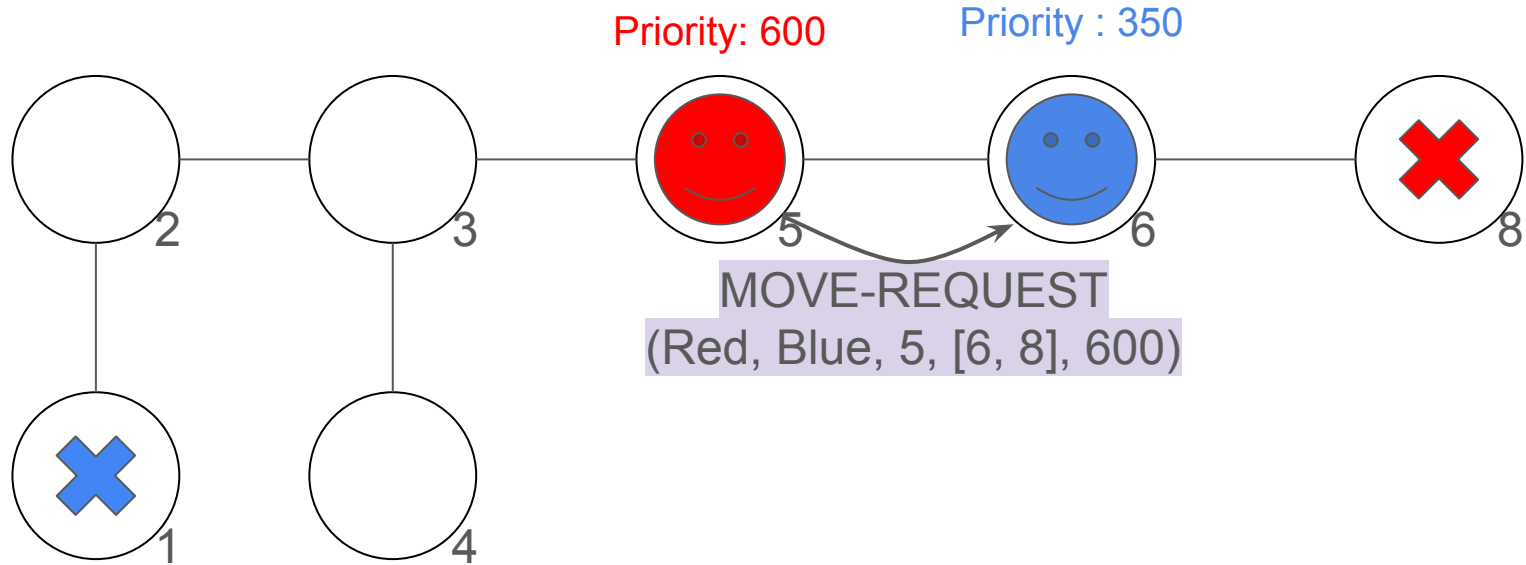 Priority: 600
Priority : 350
2
3
5
6
8
MOVE-REQUEST
(Red, Blue, 5, [6, 8], 600)
1
4